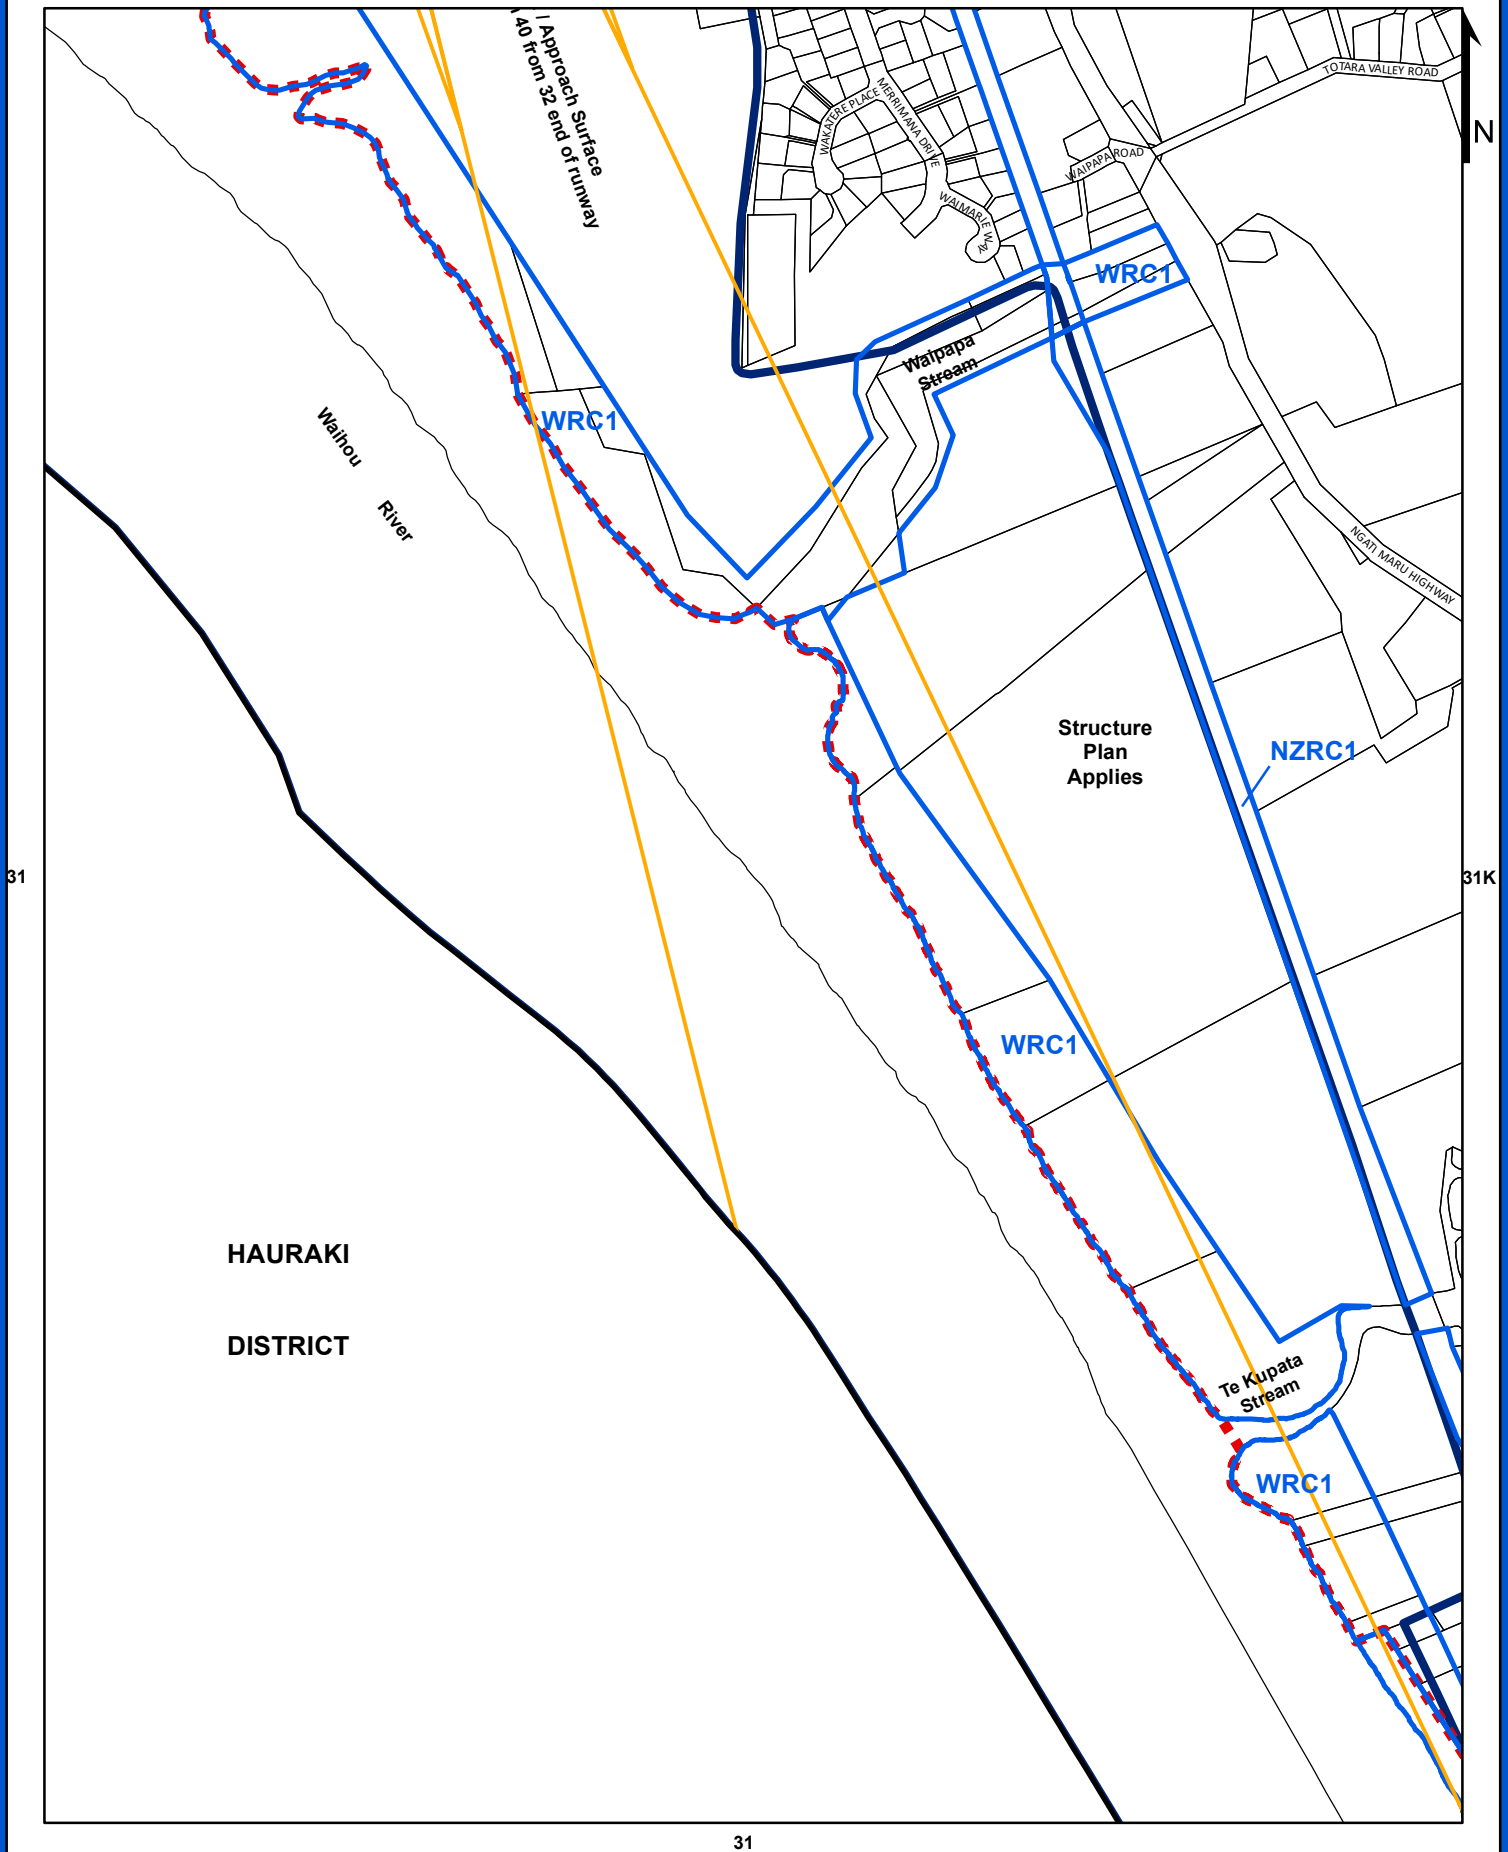 / Approach Surface
40 from 32 end of runway
TOTARA VALLEY ROAD
N
WAKATERE PLACE
MERRIMANA DRIVE
WAIPAPA ROAD
WAIMARIE WAY
WRC1
Waipapa
Stream
WRC1
Waihou
River
NGATI MARU HIGHWAY
Structure
Plan
Applies
NZRC1
31
31K
WRC1
HAURAKI
DISTRICT
Te Kupata
Stream
WRC1
31